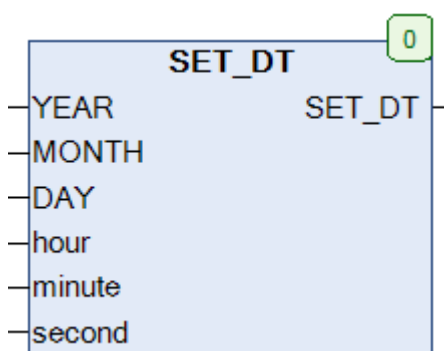 0
SET_DT
YEAR SET_DT
MONTH
DAY
hour
minute
second